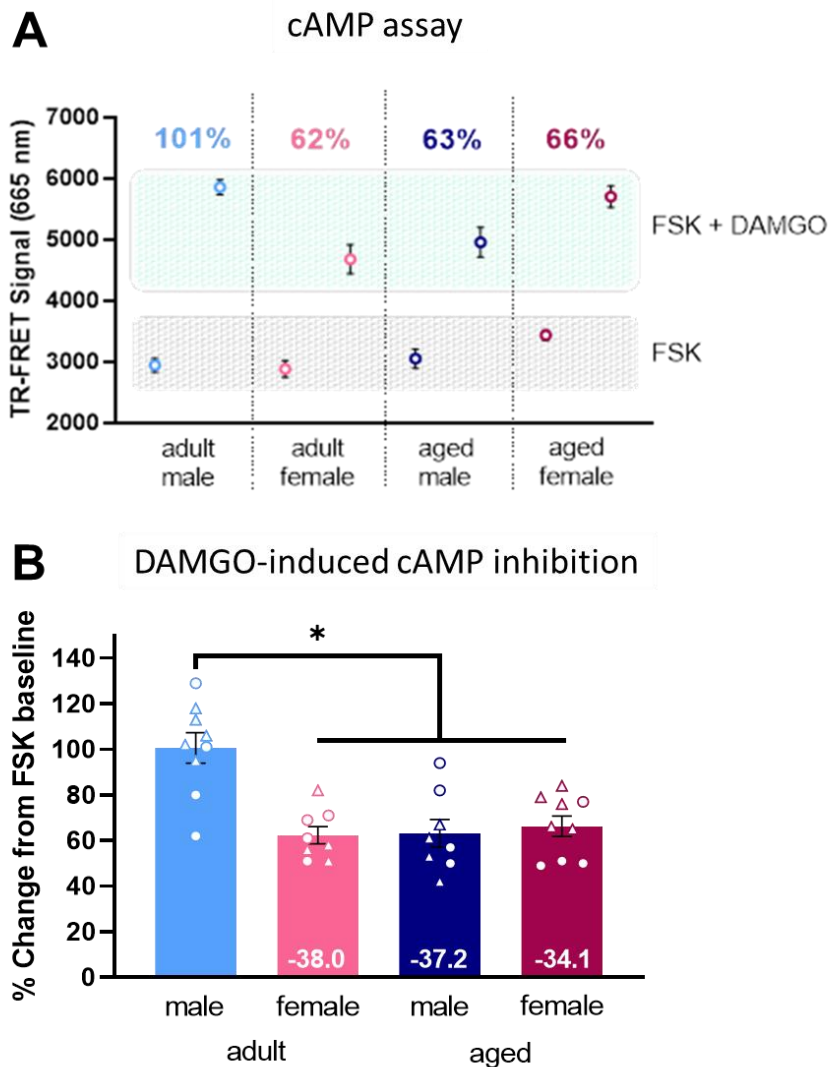 A
cAMP assay
TR-FRET Signal (665 nm)
7000
6000
5000
4000
3000
2000
101%
62%
63%
66%
FSK + DAMGO
FSK
adult
male
adult
female
aged
male
aged
female
B
DAMGO-induced cAMP inhibition
% Change from FSK baseline
140
120
100
80
60
40
20
0
*
-38.0
-37.2
-34.1
male
female
male
female
adult
aged